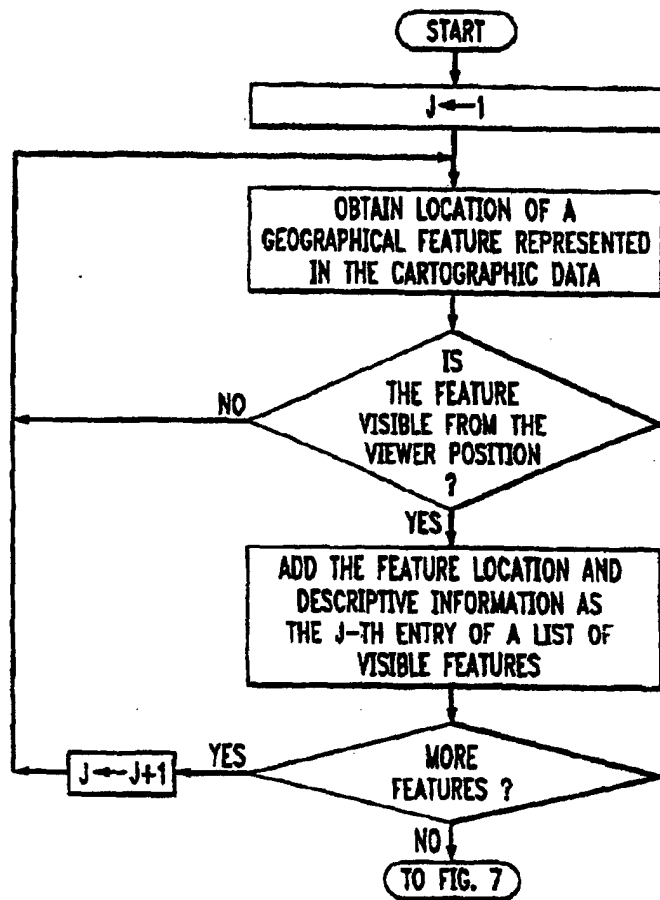 START
J←1
OBTAIN LOCATION OF A
GEOGRAPHICAL FEATURE REPRESENTED
IN THE CARTOGRAPHIC DATA
IS
THE FEATURE
VISIBLE FROM THE
VIEWER POSITION
?
NO
YES
ADD THE FEATURE LOCATION AND
DESCRIPTIVE INFORMATION AS
THE J-TH ENTRY OF A LIST OF
VISIBLE FEATURES
MORE
FEATURES ?
YES
J←J+1
NO
TO FIG. 7